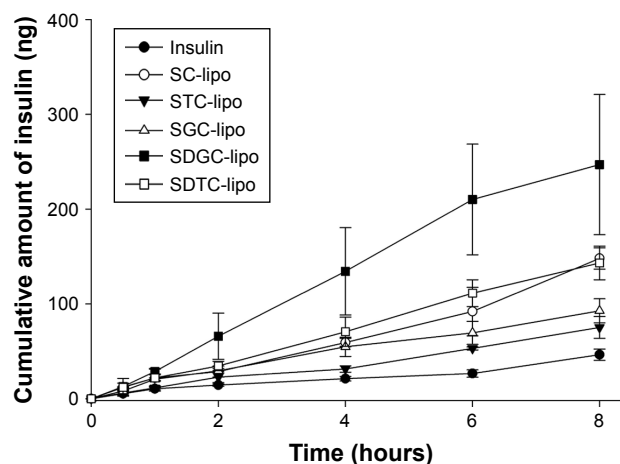 Cumulative amount of insulin (ng)
400
300
200
100
0
Insulin
SC-lipo
STC-lipo
SGC-lipo
SDGC-lipo
SDTC-lipo
0
2
4
6
8
Time (hours)